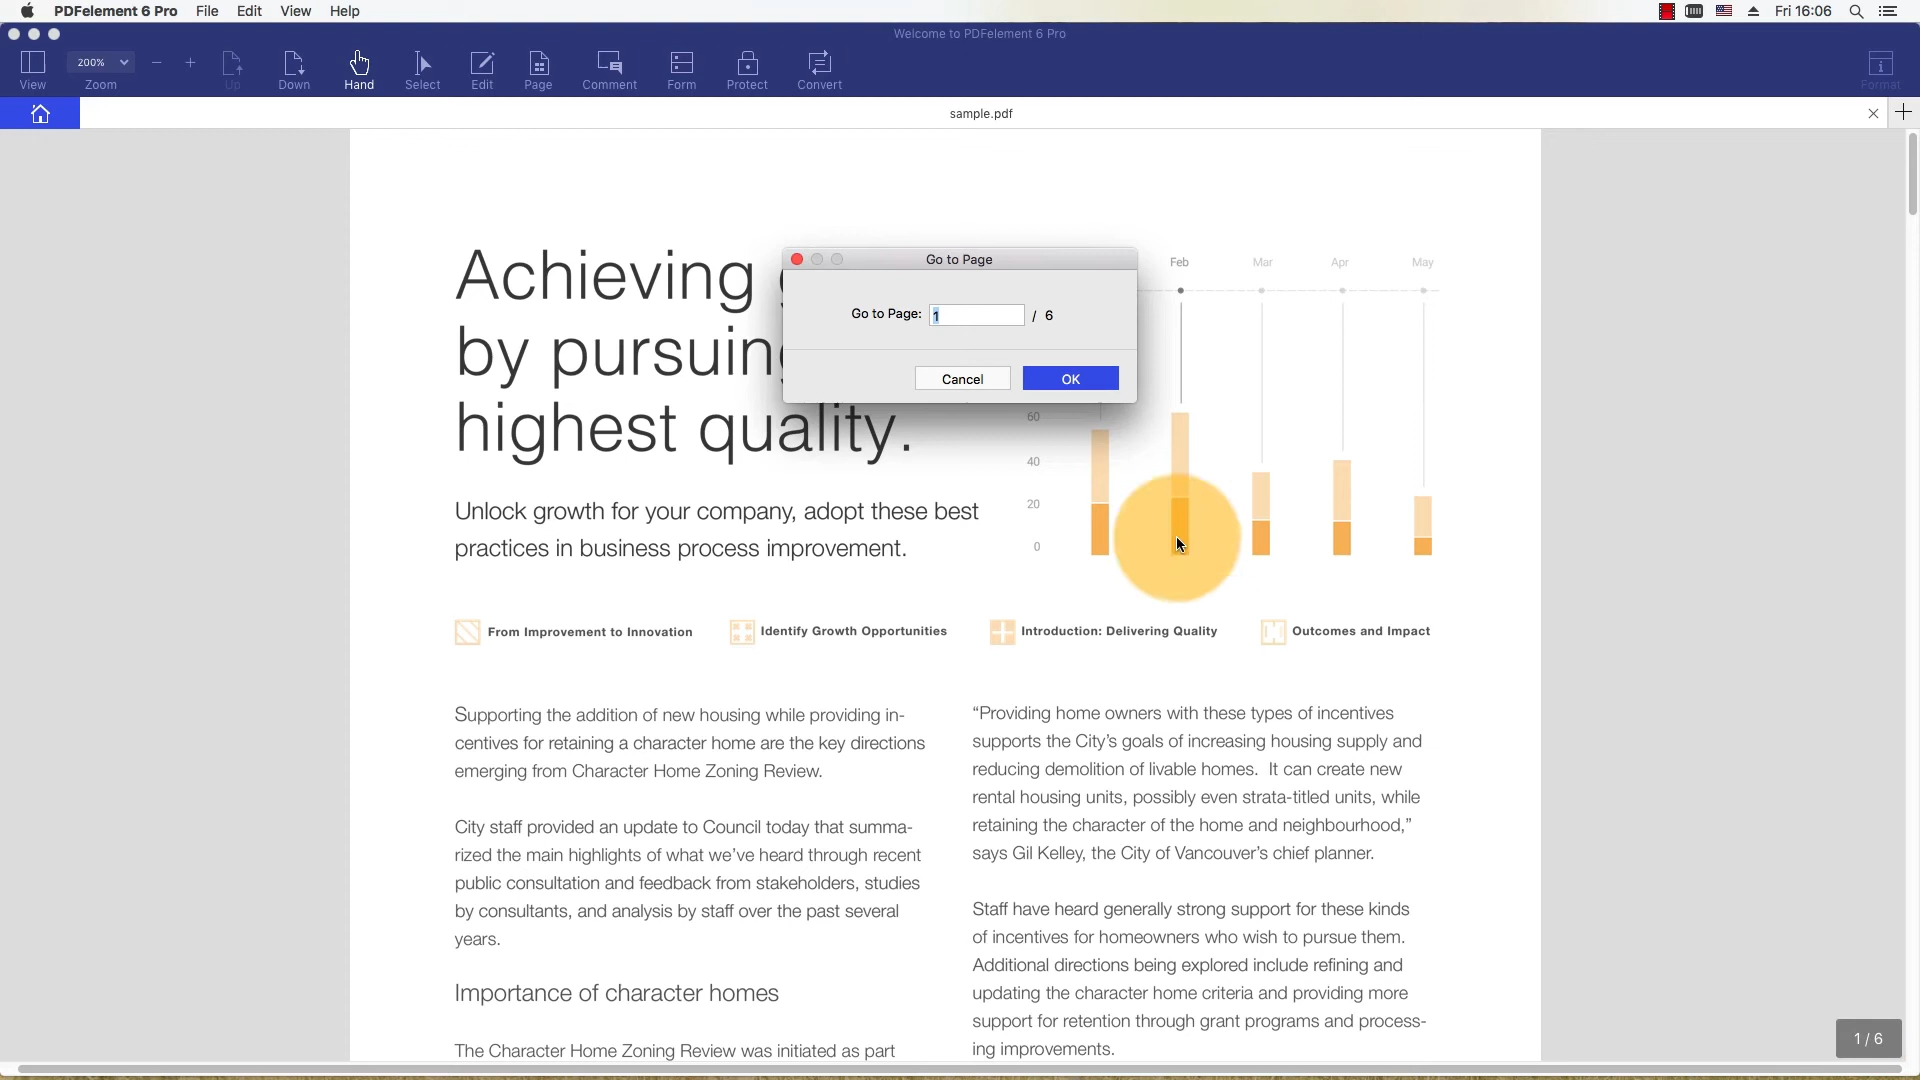 PDFelement 6 Pro File Edit View Help
Fri 16:06
Welcome to PDFelement 6 Pro
200%
View Zoom Up Down Hand Select Edit Page Comment Form Protect Convert Format
sample.pdf
Go to Page
Go to Page: 1 / 6
Cancel OK
Achieving
by pursuing
highest quality.
Unlock growth for your company, adopt these best
practices in business process improvement.
Feb Mar Apr May
60
40
20
0
From Improvement to Innovation
Identify Growth Opportunities
Introduction: Delivering Quality
Outcomes and Impact
Supporting the addition of new housing while providing in-
centives for retaining a character home are the key directions
emerging from Character Home Zoning Review.
City staff provided an update to Council today that summa-
rized the main highlights of what we’ve heard through recent
public consultation and feedback from stakeholders, studies
by consultants, and analysis by staff over the past several
years.
Importance of character homes
The Character Home Zoning Review was initiated as part
“Providing home owners with these types of incentives
supports the City’s goals of increasing housing supply and
reducing demolition of livable homes. It can create new
rental housing units, possibly even strata-titled units, while
retaining the character of the home and neighbourhood,”
says Gil Kelley, the City of Vancouver’s chief planner.
Staff have heard generally strong support for these kinds
of incentives for homeowners who wish to pursue them.
Additional directions being explored include refining and
updating the character home criteria and providing more
support for retention through grant programs and process-
ing improvements.
1 / 6